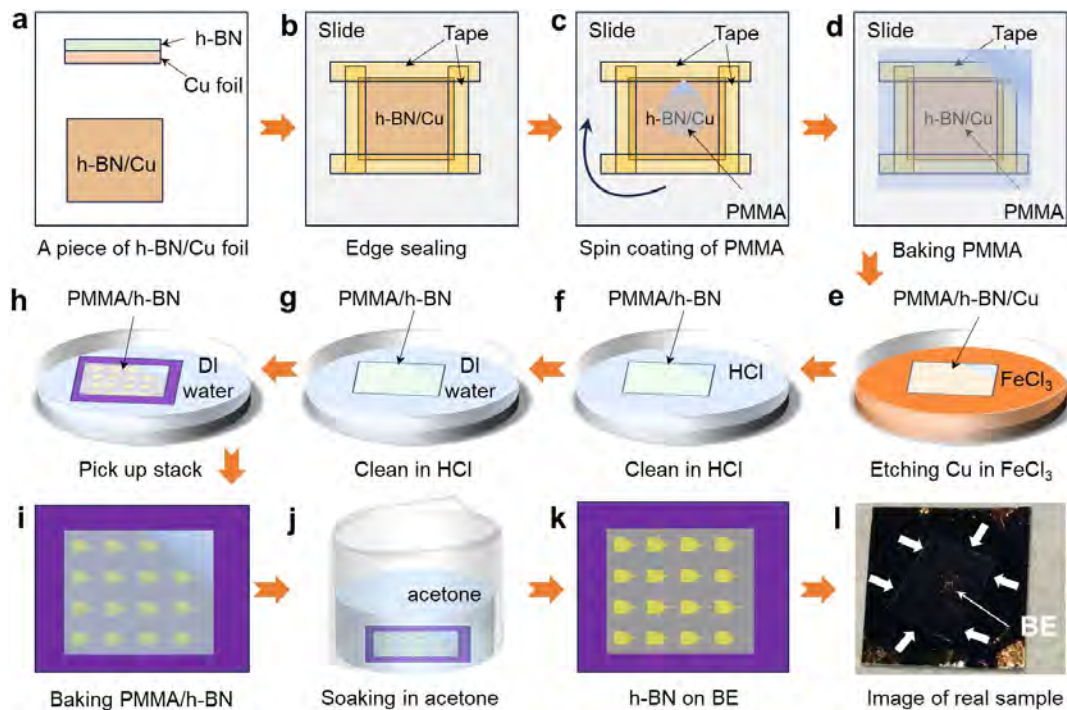 a
h-BN
Cu foil
h-BN/Cu
A piece of h-BN/Cu foil
b
Slide
Tape
h-BN/Cu
Edge sealing
c
Slide
Tape
h-BN/Cu
PMMA
Spin coating of PMMA
d
Slide
Tape
h-BN/Cu
PMMA
Baking PMMA
h
PMMA/h-BN
DI
water
Pick up stack
g
PMMA/h-BN
DI
water
Clean in HCl
f
PMMA/h-BN
HCl
Clean in HCl
e
PMMA/h-BN/Cu
FeCl₃
Etching Cu in FeCl₃
i
Baking PMMA/h-BN
j
acetone
Soaking in acetone
k
h-BN on BE
l
BE
Image of real sample